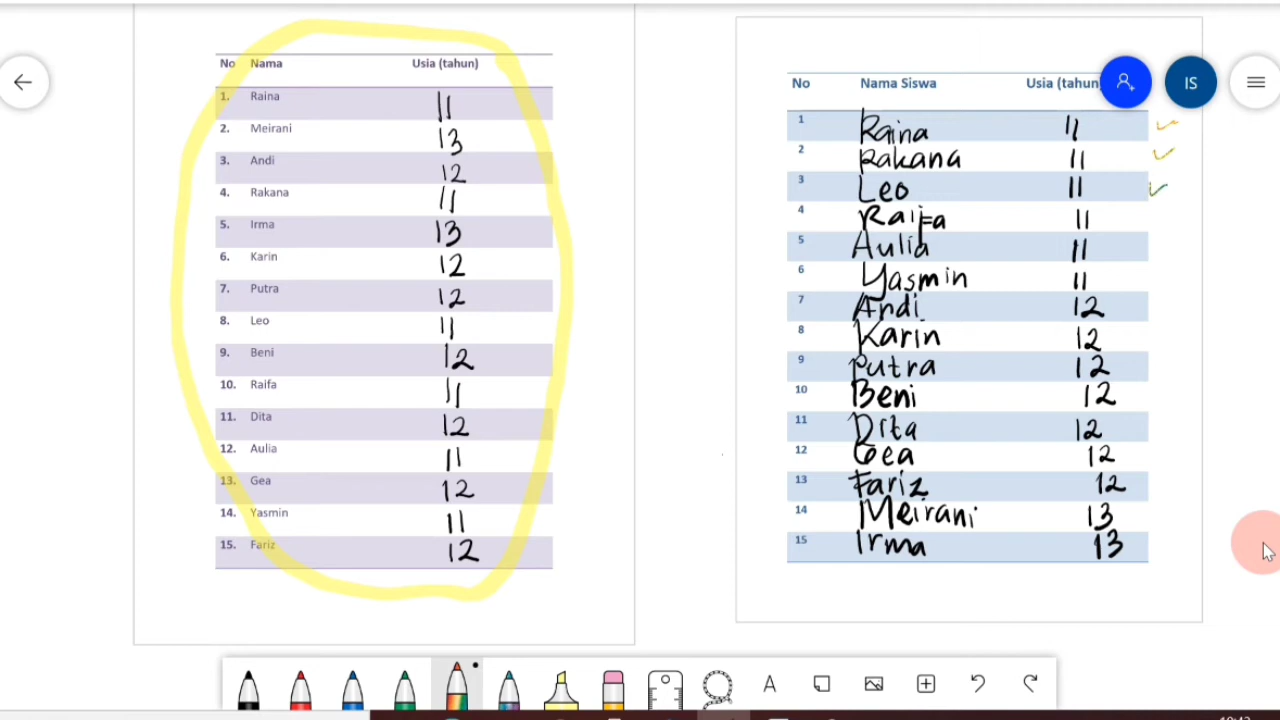 No Nama Usia (tahun)
1. Raina 11
2. Meirani 13
3. Andi 12
4. Rakana 11
5. Irma 13
6. Karin 12
7. Putra 12
8. Leo 11
9. Beni 12
10. Raifa 11
11. Dita 12
12. Aulia 11
13. Gea 12
14. Yasmin 11
15. Fariz 12
No Nama Siswa Usia (tahun)
IS
1 Raina 11
2 Rakana 11
3 Leo 11
4 Raifa 11
5 Aulia 11
6 Yasmin 11
7 Andi 12
8 Karin 12
9 Putra 12
10 Beni 12
11 Dita 12
12 Gea 12
13 Fariz 12
14 Meirani 13
15 Irma 13
A